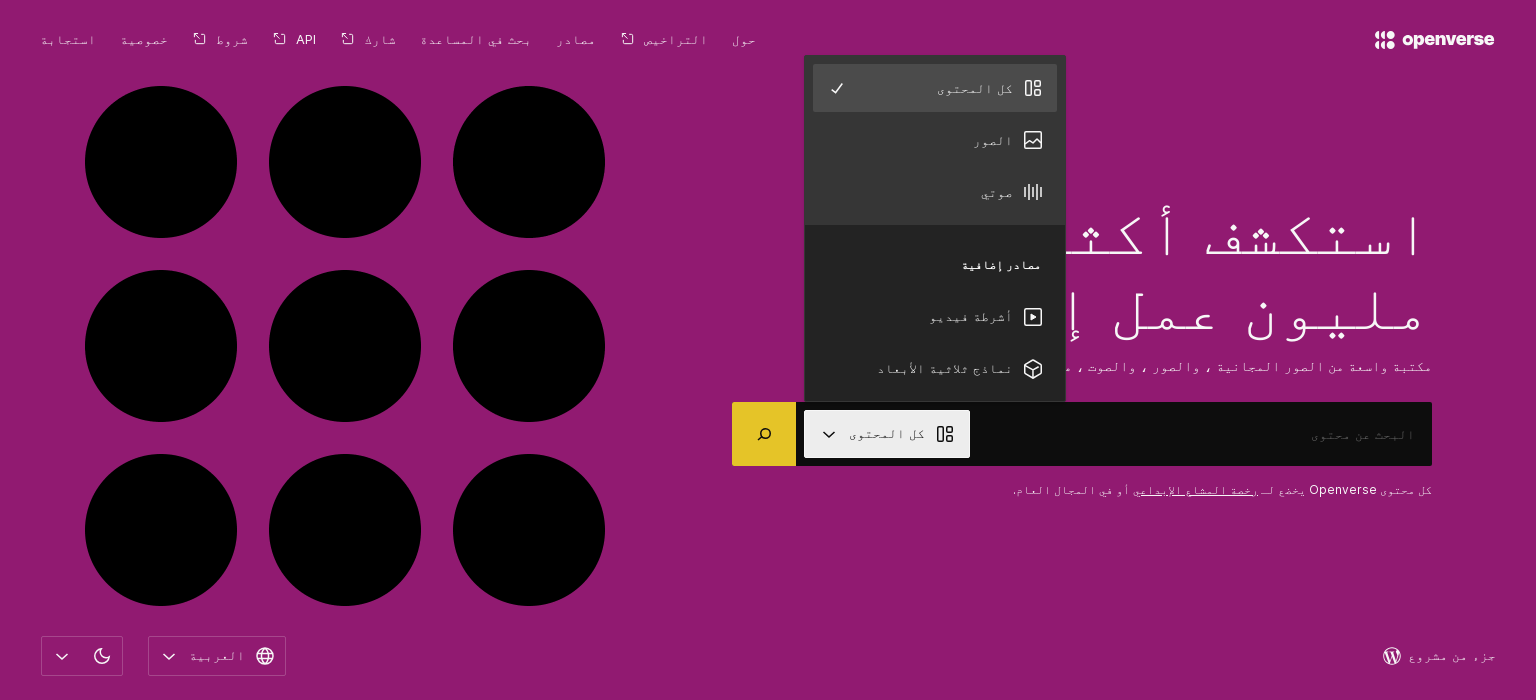 openverse
حول
التراخيص
مصادر
بحث في المساعدة
شارك
API
شروط
خصوصية
استجابة
كل المحتوى
الصور
صوتي
مصادر إضافية
أشرطة فيديو
نماذج ثلاثية الأبعاد
استكشف
مليون عمل
مكتبة واسعة من الصور المجانية ، والصور ، والصوت ،
البحث عن محتوى
كل المحتوى
كل محتوى Openverse يخضع لـ رخصة المشاع الإبداعي أو في المجال العام.
جزء من مشروع
العربية